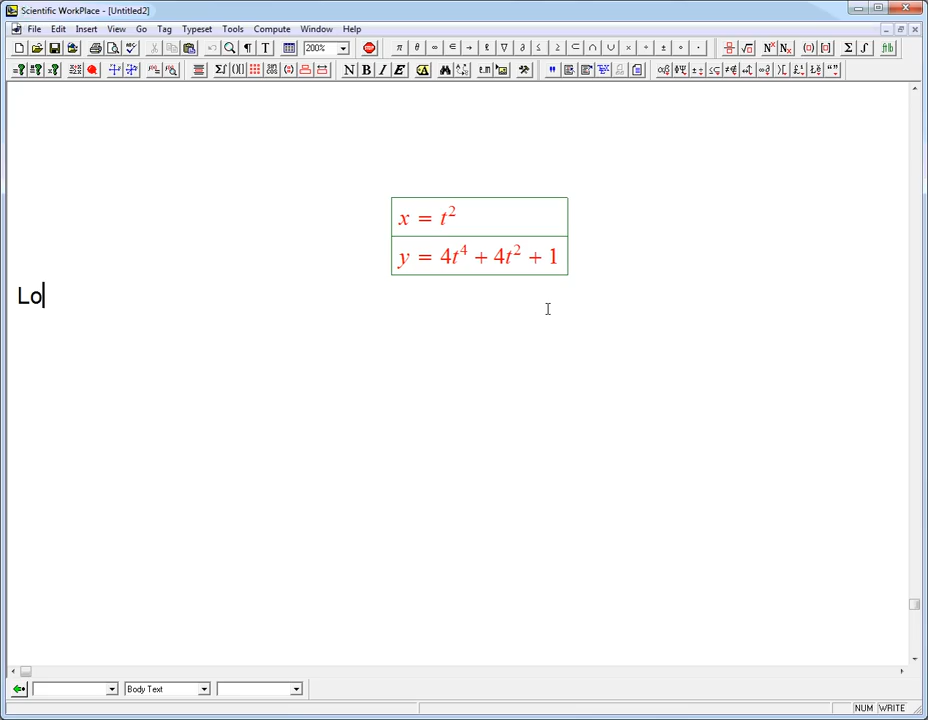 Scientific WorkPlace - [Untitled2]
File Edit Insert View Go Tag Typeset Tools Compute Window Help
200%
x = t²
y = 4t⁴ + 4t² + 1
Lo
Body Text
NUM WRITE